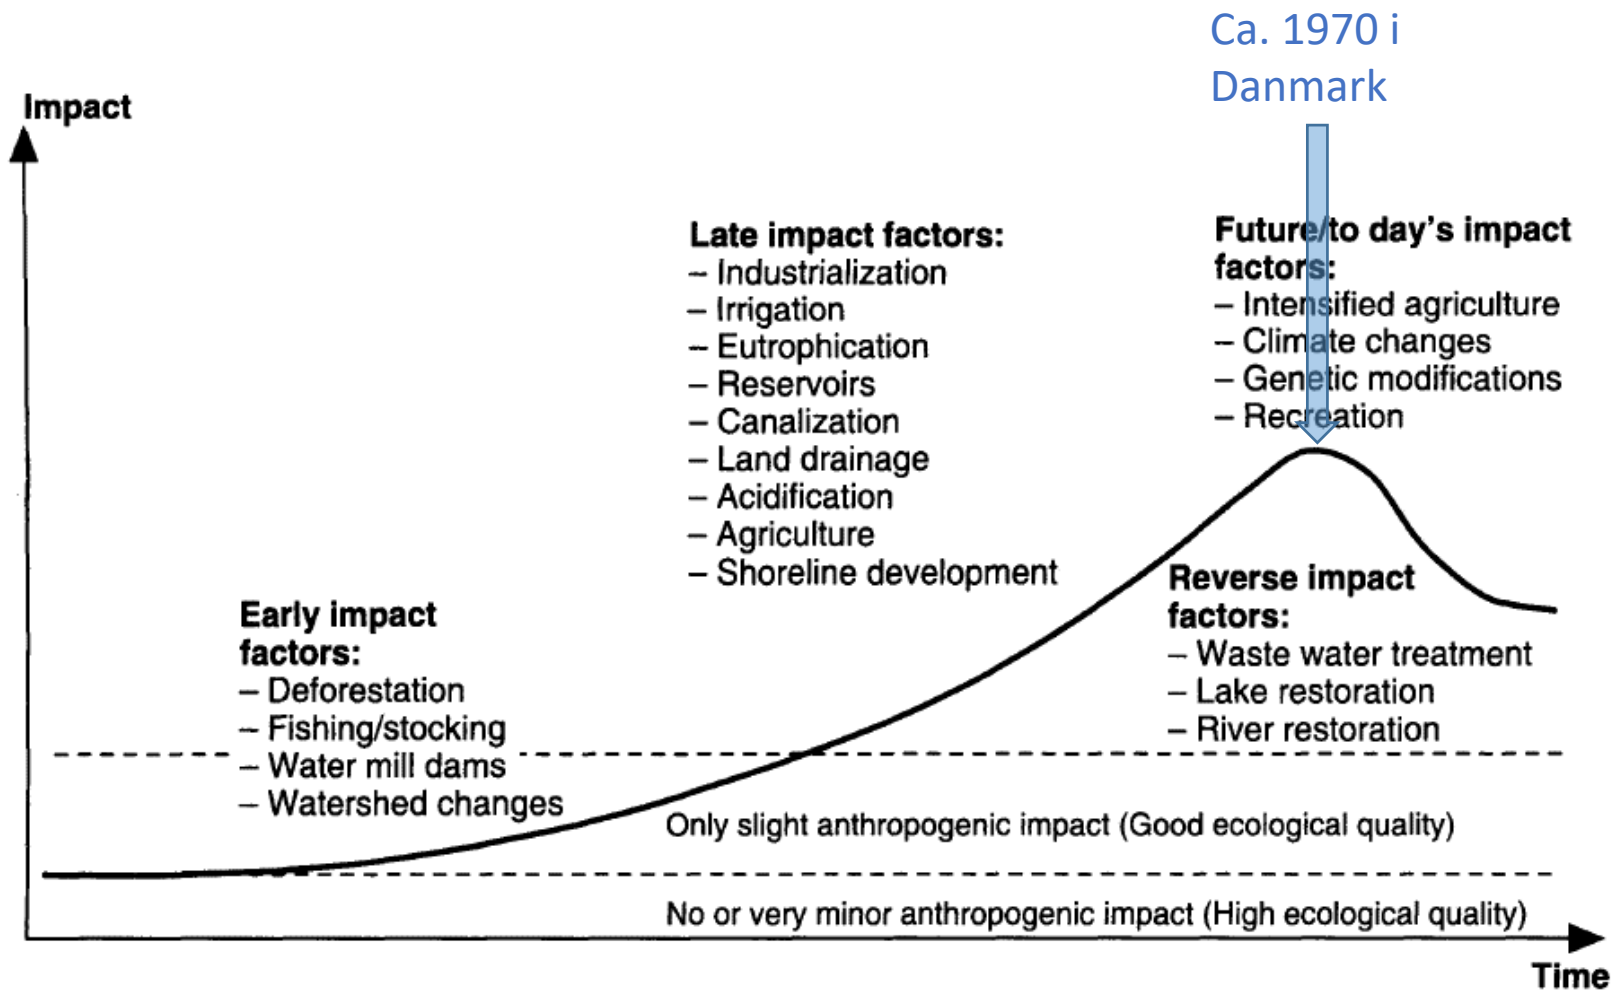 Ca. 1970 i
Danmark
Impact
Late impact factors:
– Industrialization
– Irrigation
– Eutrophication
– Reservoirs
– Canalization
– Land drainage
– Acidification
– Agriculture
– Shoreline development
Future/to day's impact
factors:
– Intensified agriculture
– Climate changes
– Genetic modifications
– Recreation
Early impact
factors:
– Deforestation
– Fishing/stocking
– Water mill dams
– Watershed changes
Reverse impact
factors:
– Waste water treatment
– Lake restoration
– River restoration
Only slight anthropogenic impact (Good ecological quality)
No or very minor anthropogenic impact (High ecological quality)
Time